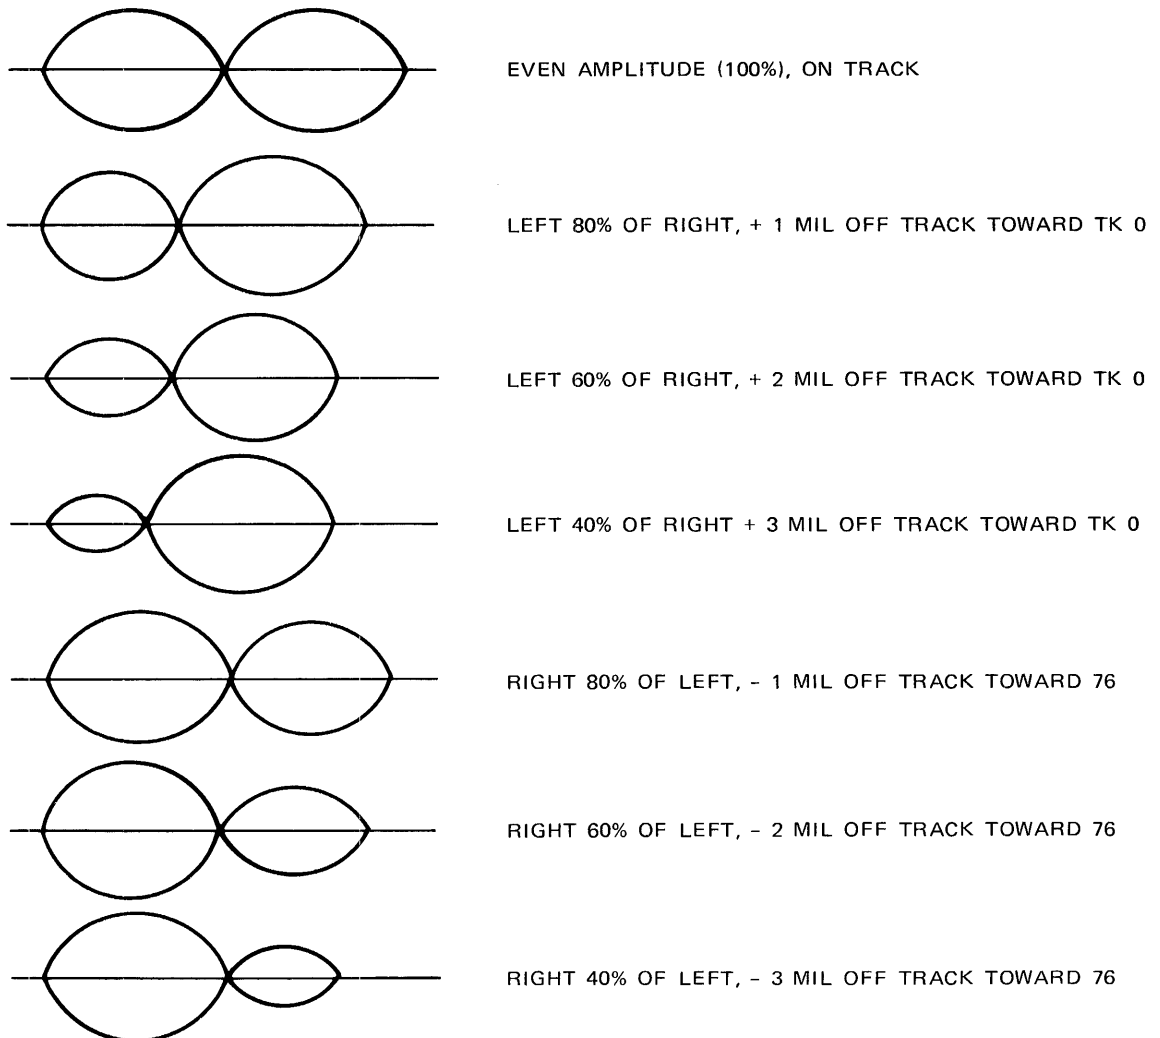 EVEN AMPLITUDE (100%), ON TRACK
LEFT 80% OF RIGHT, + 1 MIL OFF TRACK TOWARD TK 0
LEFT 60% OF RIGHT, + 2 MIL OFF TRACK TOWARD TK 0
LEFT 40% OF RIGHT + 3 MIL OFF TRACK TOWARD TK 0
RIGHT 80% OF LEFT, – 1 MIL OFF TRACK TOWARD 76
RIGHT 60% OF LEFT, – 2 MIL OFF TRACK TOWARD 76
RIGHT 40% OF LEFT, – 3 MIL OFF TRACK TOWARD 76